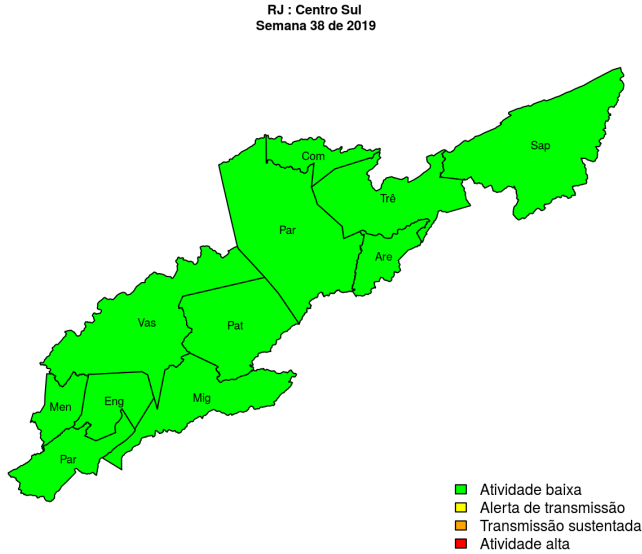 RJ : Centro Sul
Semana 38 de 2019
Sap
Com
Trê
Par
Are
Vas
Pat
Mig
Men
Eng
Par
Atividade baixa
Alerta de transmissão
Transmissão sustentada
Atividade alta